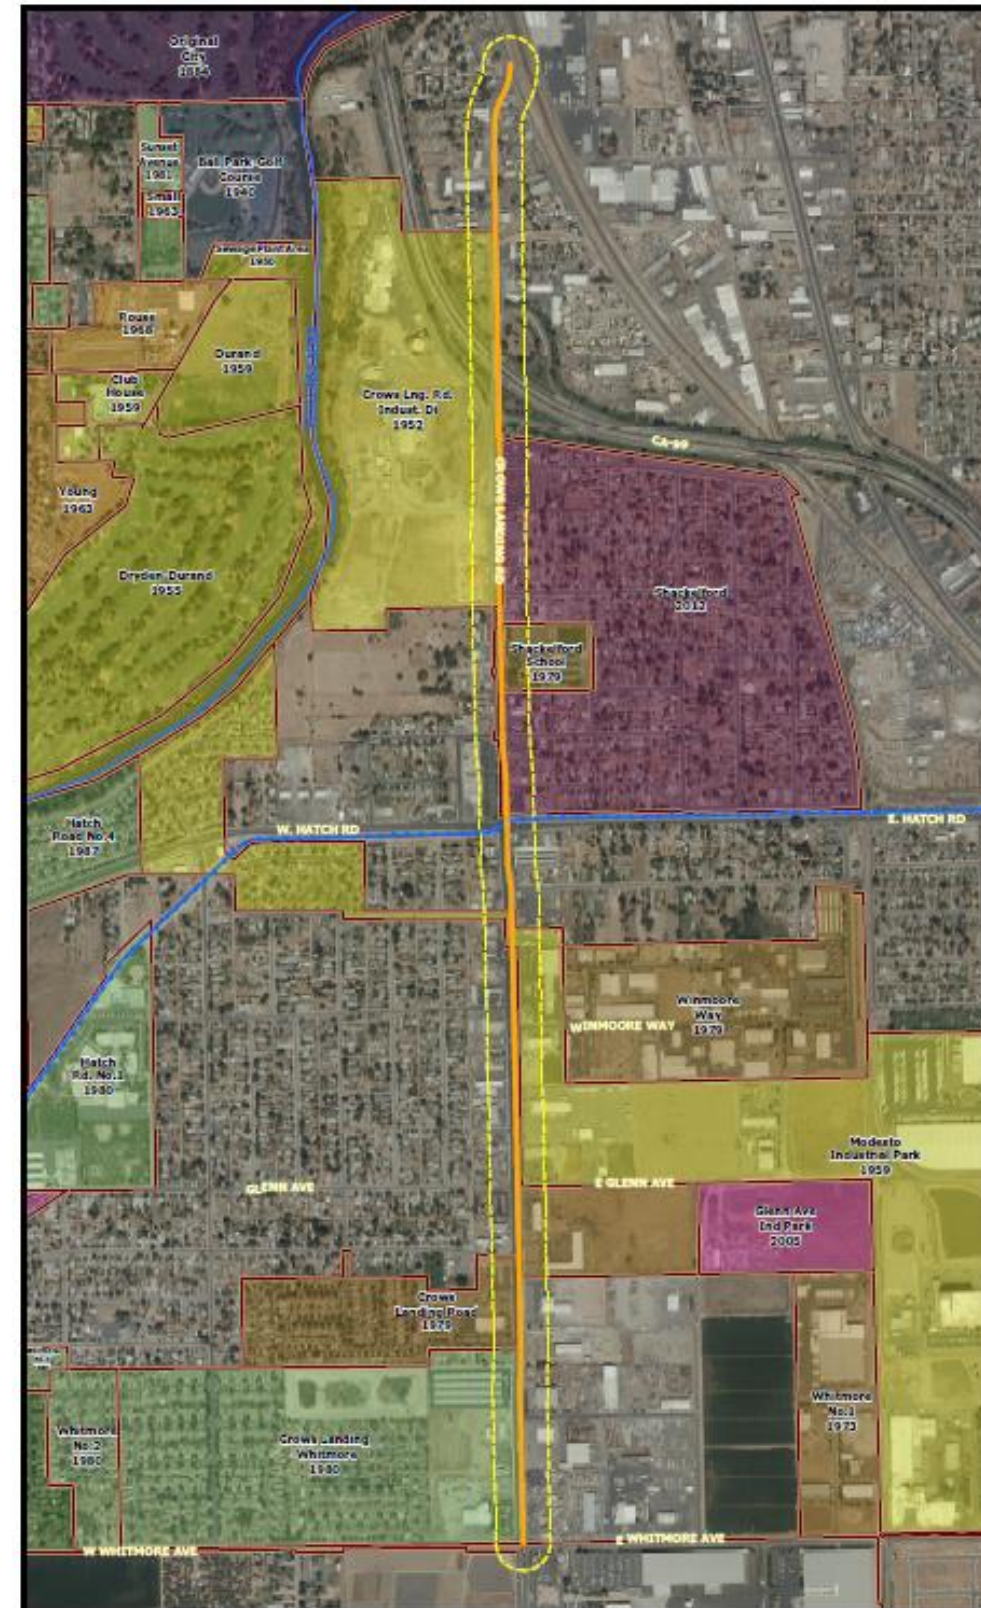 Original
City
1884
Sunset
Avenue
1981
Small
1963
Ball Park Golf
Course
1941
Sewage Plant Area
1950
Rouse
1968
Durand
1959
Club
House
1959
Crows Lng. Rd.
Indust. Di
1952
CA-99
Young
1963
CROWS LANDING RD
Dryden-Durand
1955
Shackelford
2012
Shackelford
School
1979
Hatch
Road No.4
1987
W. HATCH RD
E. HATCH RD
Winmoore
Way
1979
WINMOORE WAY
Hatch
Rd. No.1
1980
Modesto
Industrial Park
1959
GLENN AVE
E GLENN AVE
Glenn Ave
Ind Park
2005
Crows
Landing Road
1979
Whitmore
No.1
1973
Whitmore
No.2
1980
Crows Landing
Whitmore
1980
W WHITMORE AVE
E WHITMORE AVE